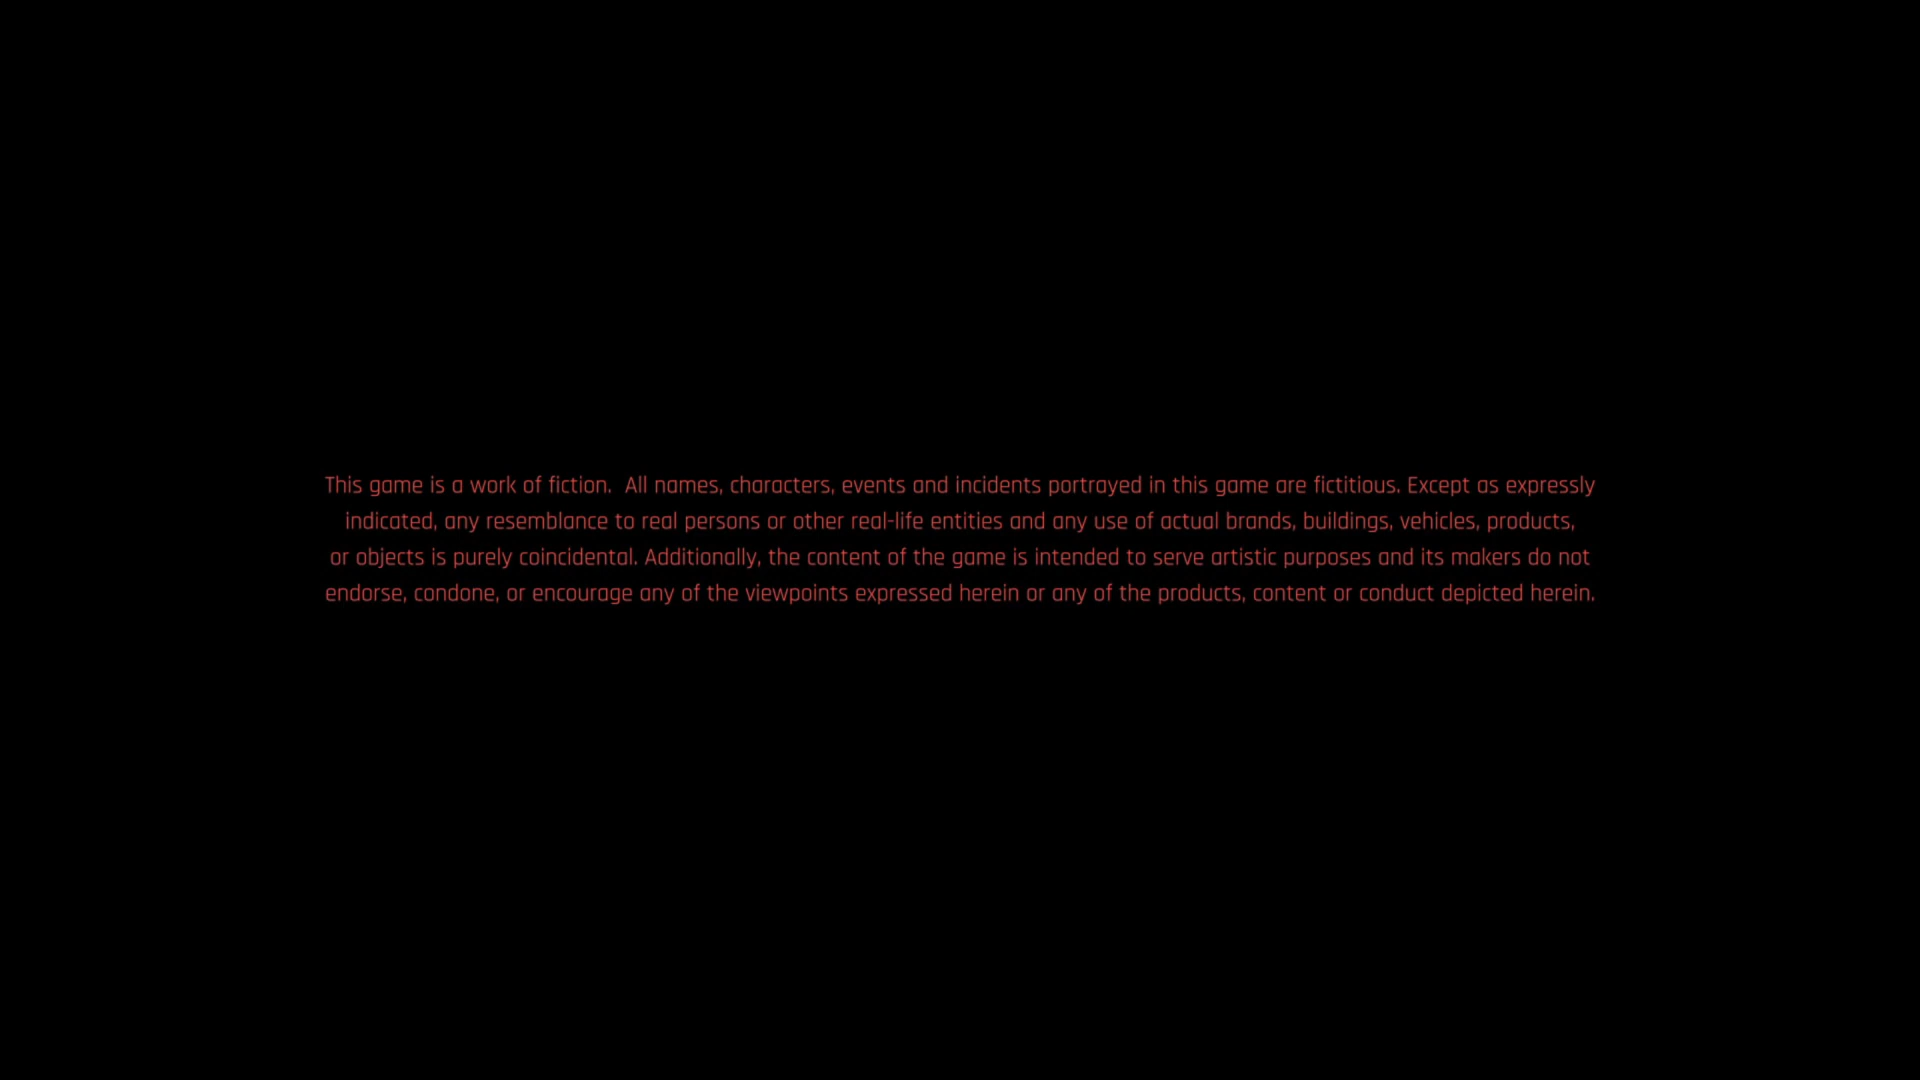 This game is a work of fiction.  All names, characters, events and incidents portrayed in this game are fictitious. Except as expressly
indicated, any resemblance to real persons or other real-life entities and any use of actual brands, buildings, vehicles, products,
or objects is purely coincidental. Additionally, the content of the game is intended to serve artistic purposes and its makers do not
endorse, condone, or encourage any of the viewpoints expressed herein or any of the products, content or conduct depicted herein.